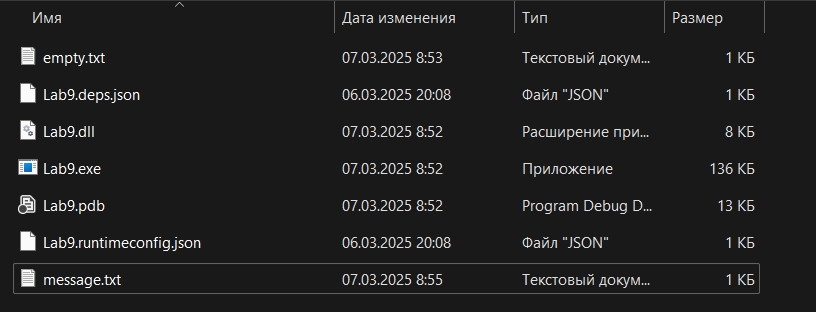 Имя Дата изменения Тип Размер
empty.txt 07.03.2025 8:53 Текстовый докум... 1 КБ
Lab9.deps.json 06.03.2025 20:08 Файл "JSON" 1 КБ
Lab9.dll 07.03.2025 8:52 Расширение при... 8 КБ
Lab9.exe 07.03.2025 8:52 Приложение 136 КБ
Lab9.pdb 07.03.2025 8:52 Program Debug D... 13 КБ
Lab9.runtimeconfig.json 06.03.2025 20:08 Файл "JSON" 1 КБ
message.txt 07.03.2025 8:55 Текстовый докум... 1 КБ